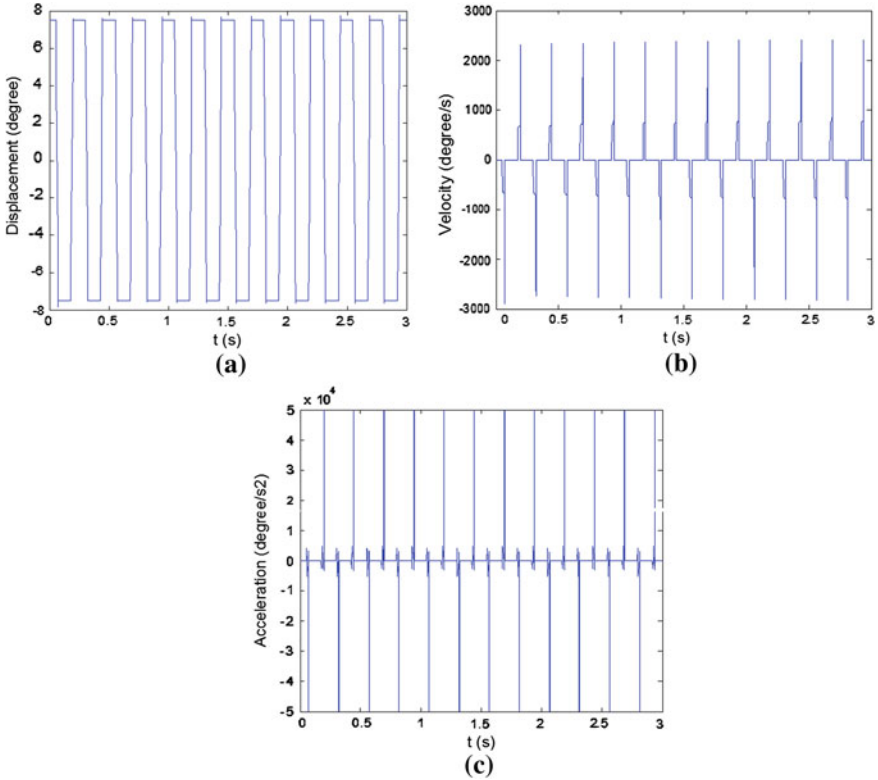 8
6
4
2
0
-2
-4
-6
-8
Displacement (degree)
0 0.5 1 1.5 2 2.5 3
t (s)
(a)
3000
2000
1000
0
-1000
-2000
-3000
Velocity (degree/s)
0 0.5 1 1.5 2 2.5 3
t (s)
(b)
x 10⁴
5
4
3
2
1
0
-1
-2
-3
-4
-5
Acceleration (degree/s2)
0 0.5 1 1.5 2 2.5 3
t (s)
(c)